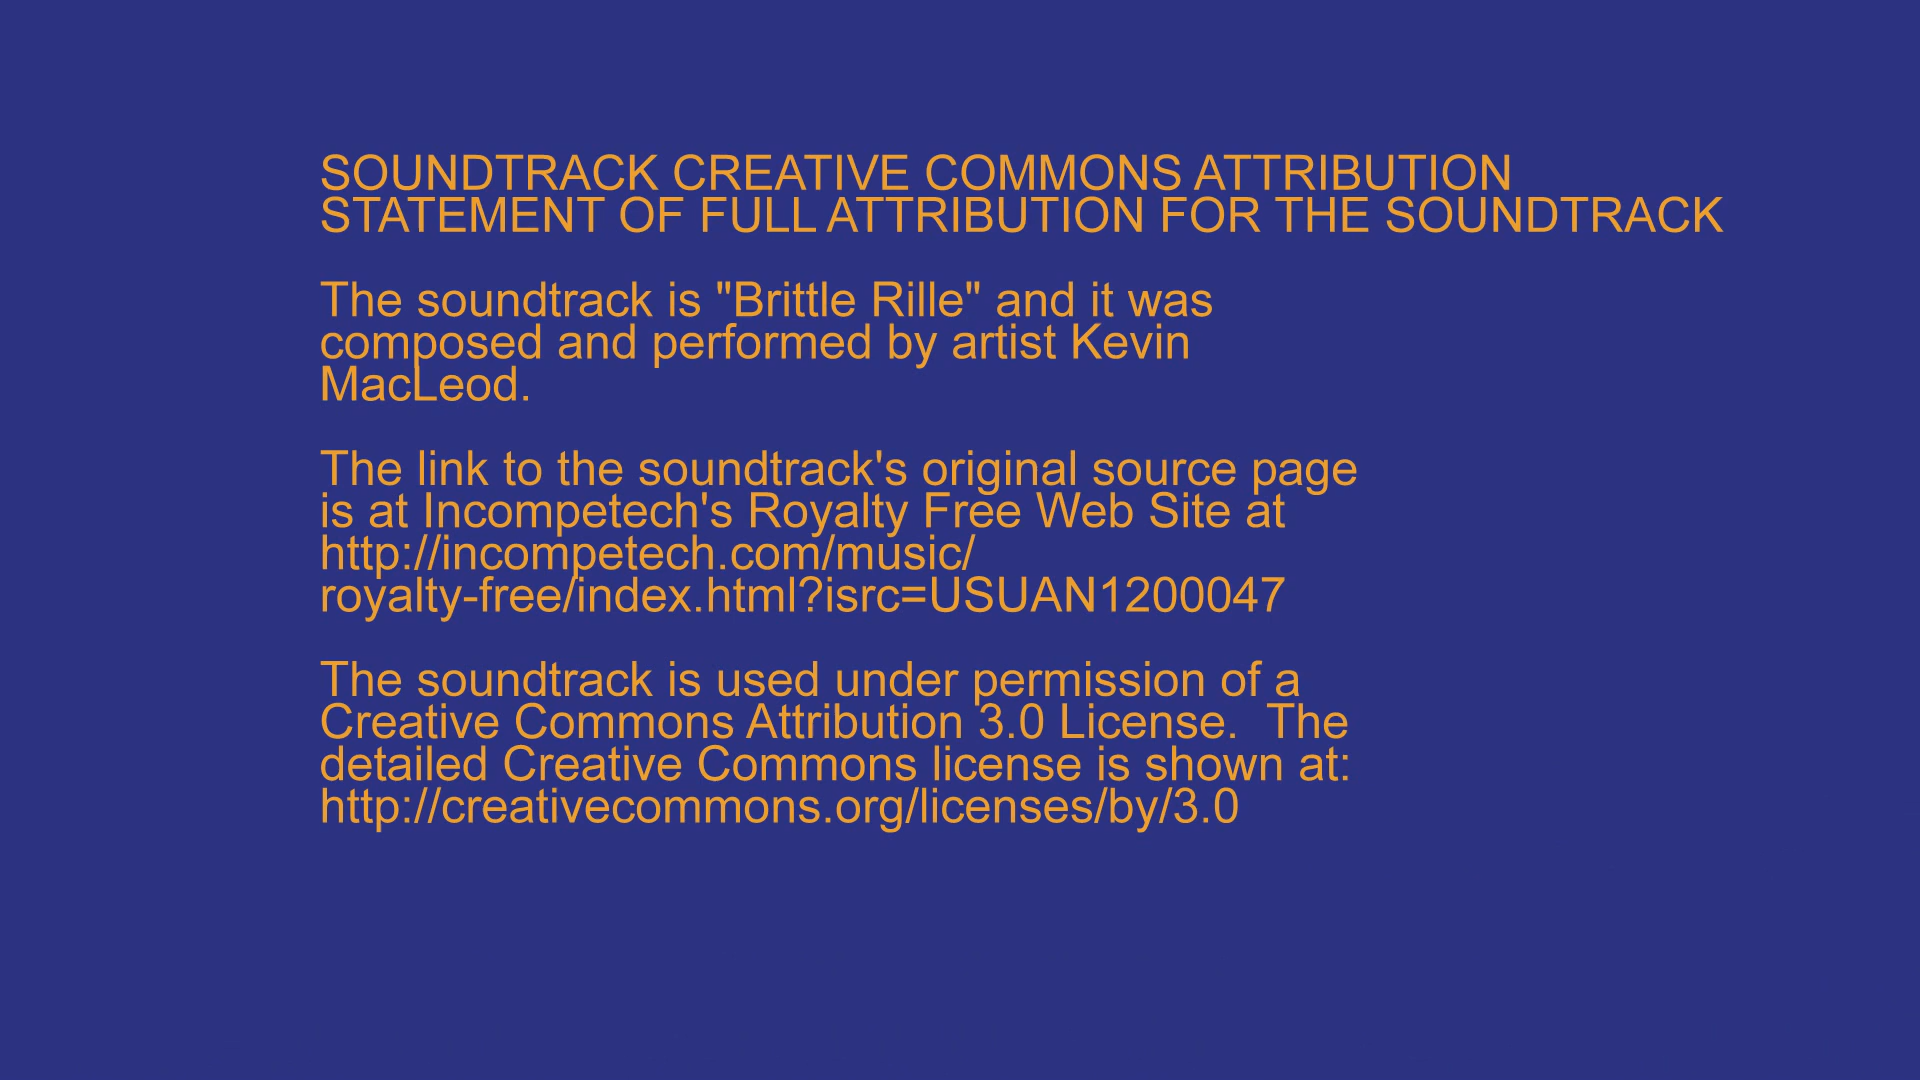 SOUNDTRACK CREATIVE COMMONS ATTRIBUTION
STATEMENT OF FULL ATTRIBUTION FOR THE SOUNDTRACK
The soundtrack is "Brittle Rille" and it was
composed and performed by artist Kevin
MacLeod.
The link to the soundtrack's original source page
is at Incompetech's Royalty Free Web Site at
http://incompetech.com/music/
royalty-free/index.html?isrc=USUAN1200047
The soundtrack is used under permission of a
Creative Commons Attribution 3.0 License.  The
detailed Creative Commons license is shown at:
http://creativecommons.org/licenses/by/3.0